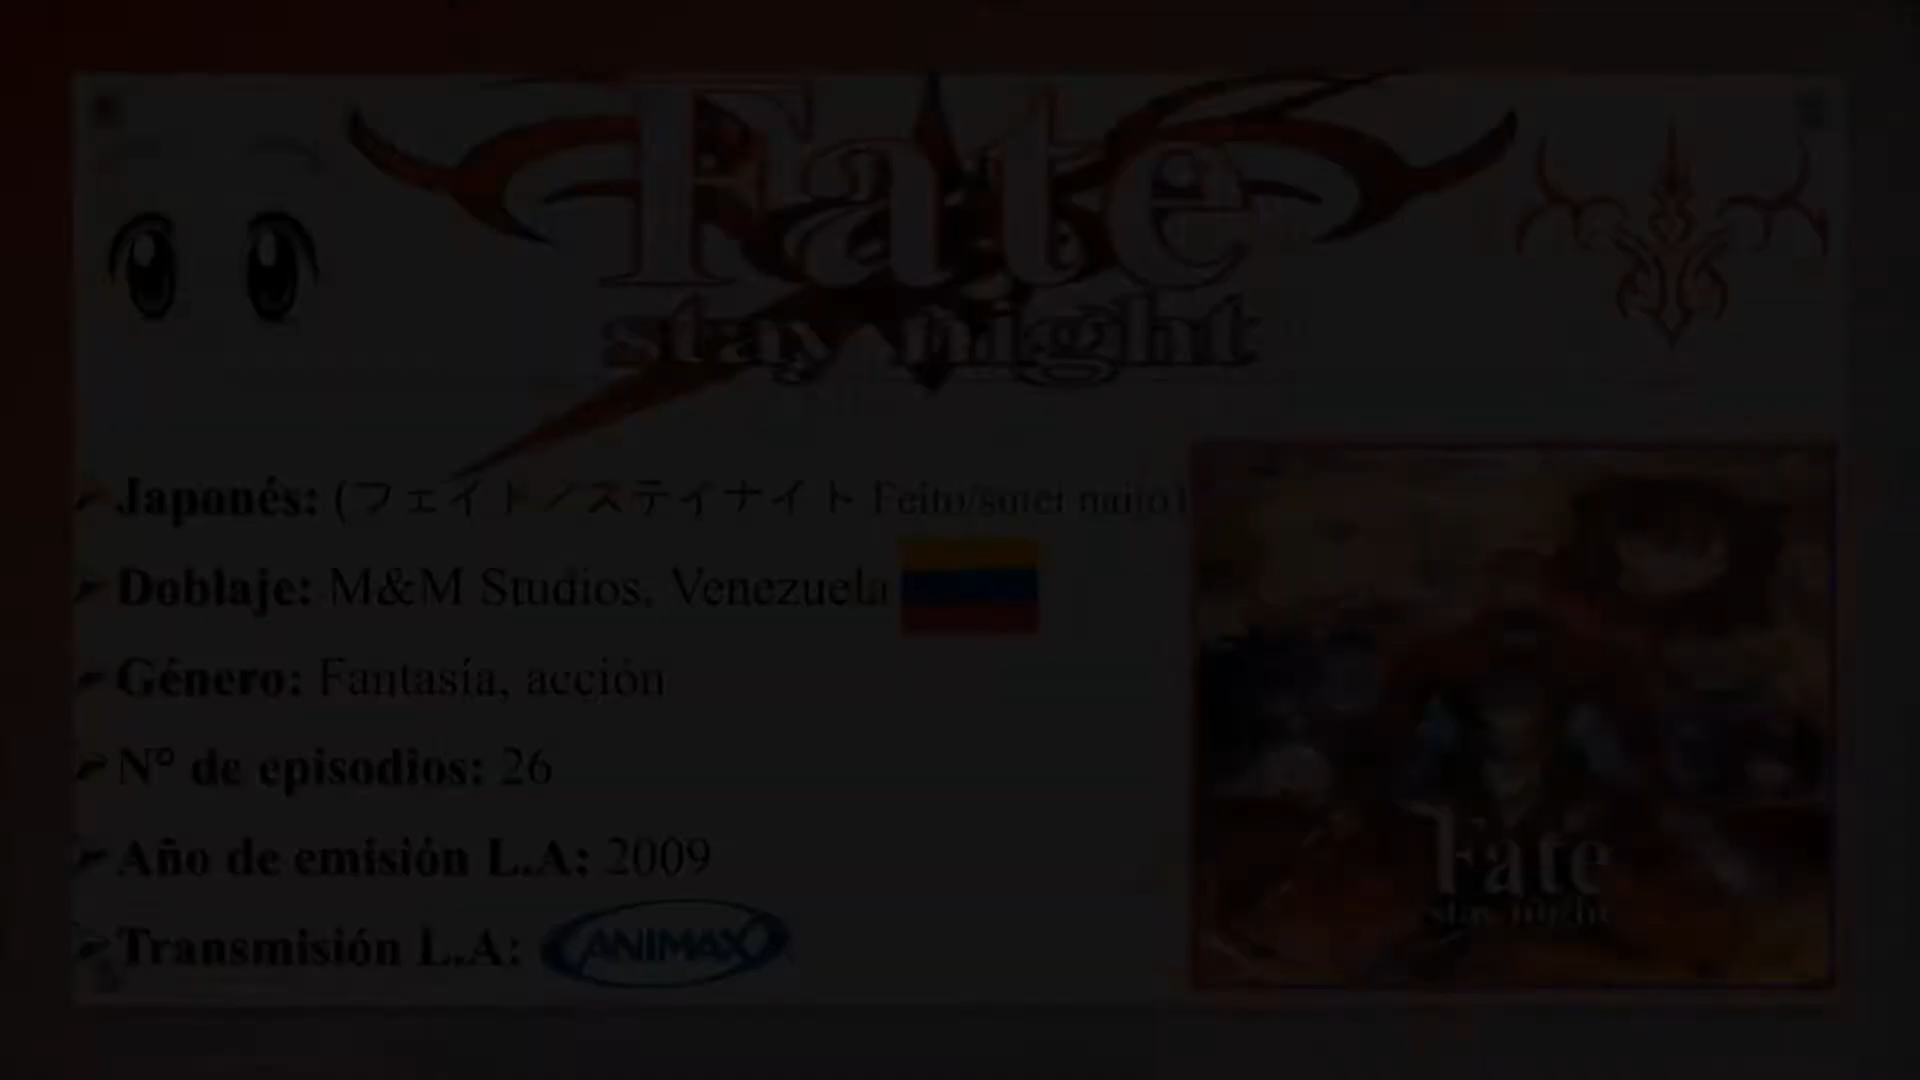 Fate
stay night
Japonés: (フェイト/ステイナイト Feito/sutei naito)
Doblaje: M&M Studios, Venezuela
Género: Fantasía, acción
Nº de episodios: 26
Año de emisión L.A: 2009
Transmisión L.A: ANIMAX
Fate
stay night